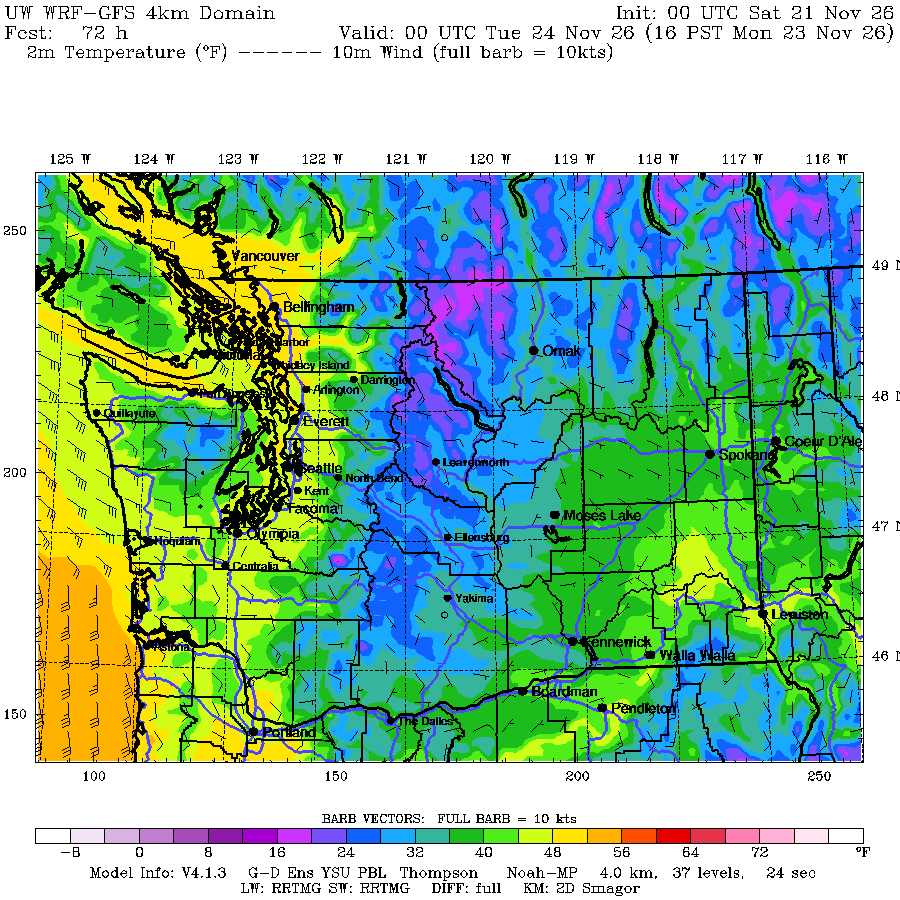 UW WRF-GFS 4km Domain Init: 00 UTC Sat 21 Nov 26
Fcst: 72 h Valid: 00 UTC Tue 24 Nov 26 (16 PST Mon 23 Nov 26)
2m Temperature (°F) ------ 10m Wind (full barb = 10kts)
125 W 124 W 123 W 122 W 121 W 120 W 119 W 118 W 117 W 116 W
250
Vancouver
49 N
Bellingham
Harbor
Omak
Whidbey Island
Darrington
Arlington
48 N
Quillayute
Everett
Coeur D'Ale
Spokane
Leavenworth
200
Seattle
North Bend
Kent
Tacoma
Moses Lake
47 N
Olympia
Hoquiam
Ellensburg
Centralia
Yakima
Lewiston
Kennewick
Astoria
Walla Walla
46 N
Boardman
Pendleton
150
The Dalles
Portland
100 150 200 250
BARB VECTORS: FULL BARB = 10 kts
-8 0 8 16 24 32 40 48 56 64 72 °F
Model Info: V4.1.3 G-D Ens YSU PBL Thompson Noah-MP 4.0 km, 37 levels, 24 sec
LW: RRTMG SW: RRTMG DIFF: full KM: 2D Smagor